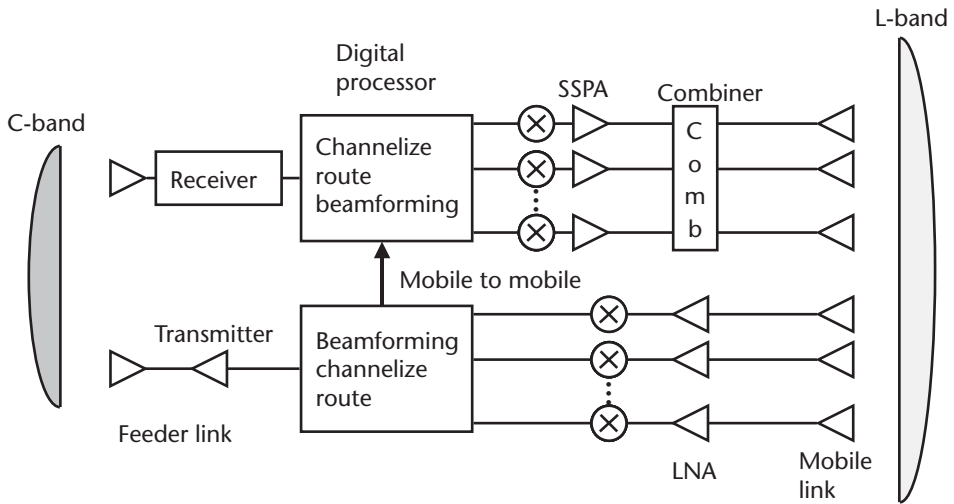 L-band
Digital
processor
SSPA
Combiner
C-band
Channelize
route
beamforming
Receiver
C
o
m
b
Mobile to mobile
Transmitter
Beamforming
channelize
route
Feeder link
LNA
Mobile
link